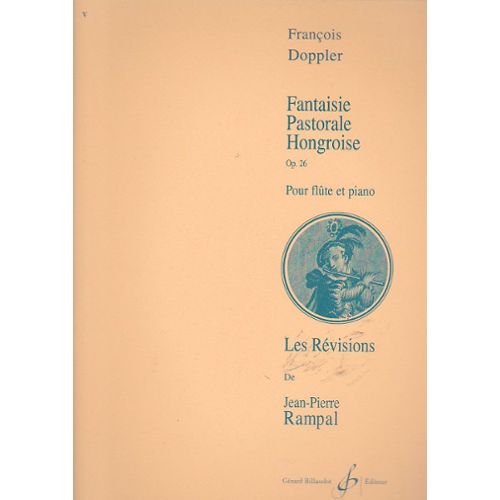 V
François
Doppler
Fantaisie
Pastorale
Hongroise
Op. 26
Pour flûte et piano
Les Révisions
De
Jean-Pierre
Rampal
Gérard Billaudot Editeur